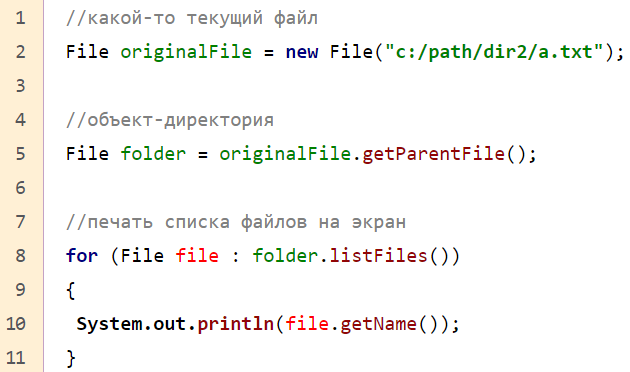 1 //какой-то текущий файл
2 File originalFile = new File("c:/path/dir2/a.txt");
3
4 //объект-директория
5 File folder = originalFile.getParentFile();
6
7 //печать списка файлов на экран
8 for (File file : folder.listFiles())
9 {
10 System.out.println(file.getName());
11 }